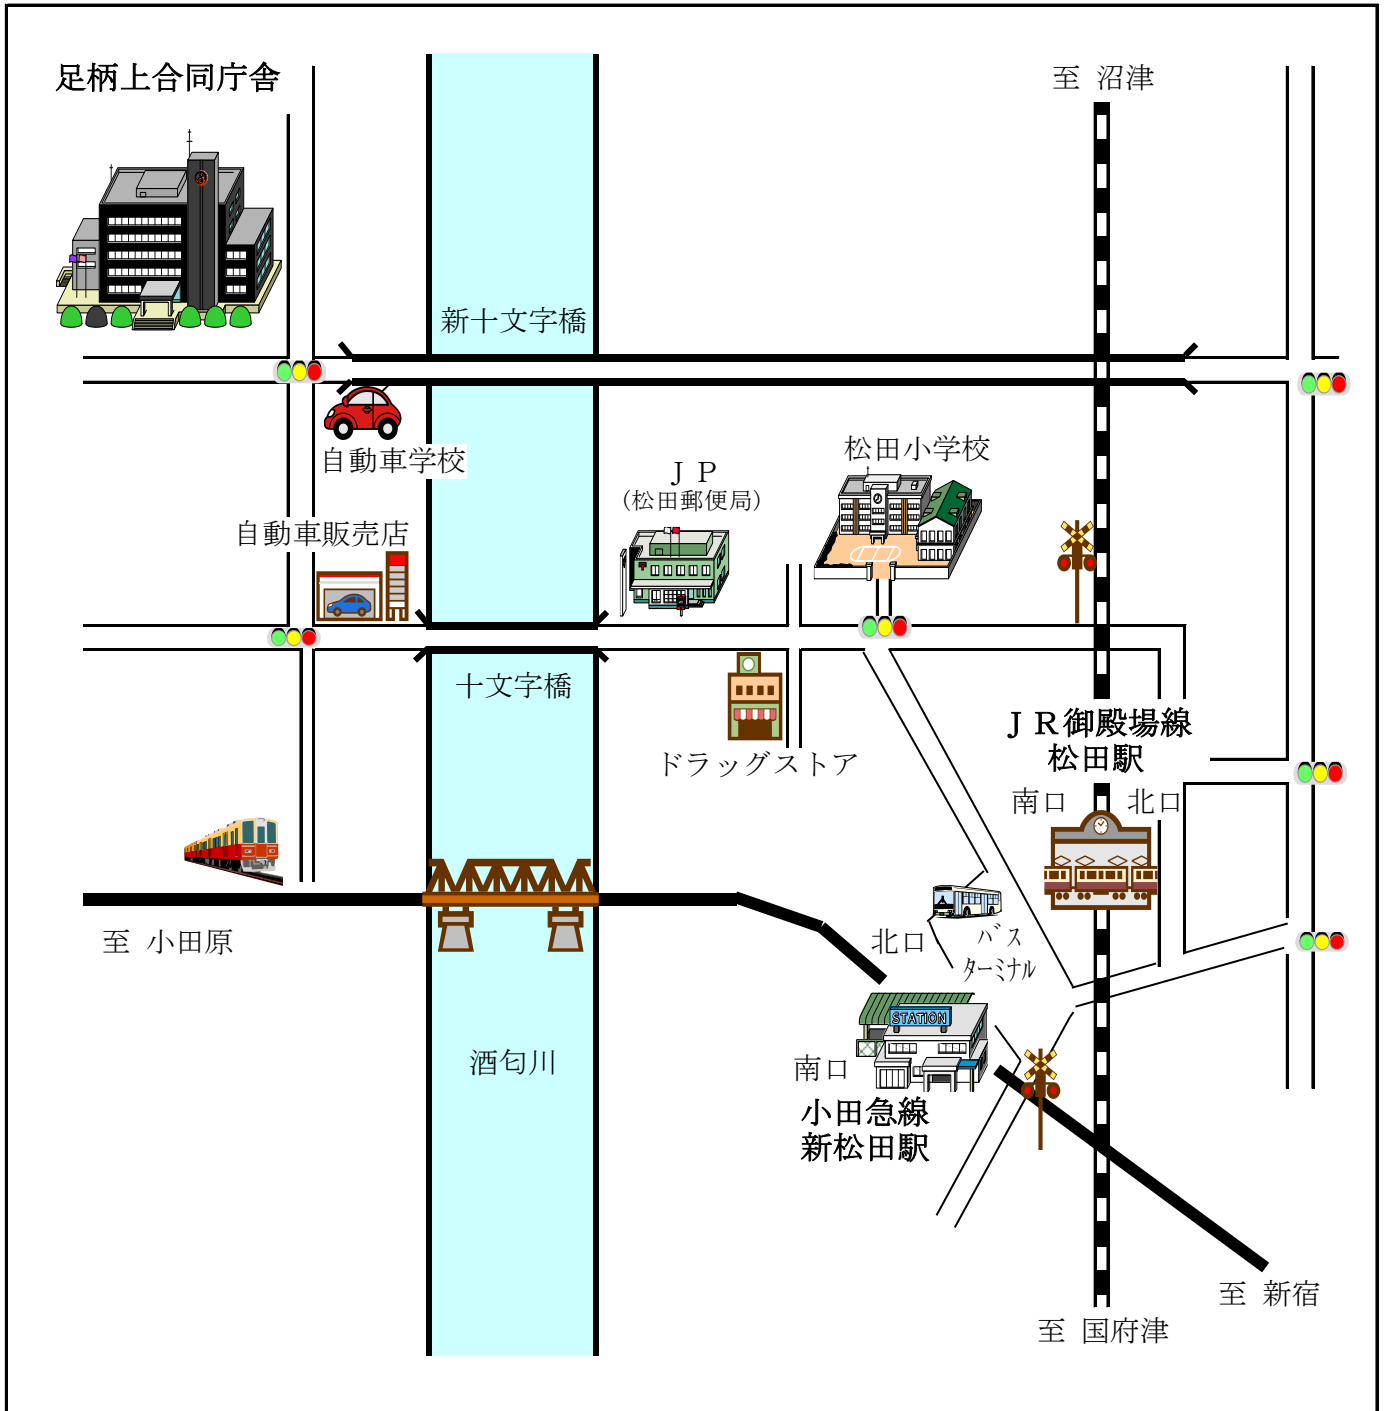 足柄上合同庁舎
至 沼津
新十文字橋
自動車学校
松田小学校
ＪＰ
(松田郵便局)
自動車販売店
十文字橋
ドラッグストア
ＪＲ御殿場線
松田駅
南口
北口
至 小田原
北口
バス
ターミナル
STATION
酒匂川
南口
小田急線
新松田駅
至 新宿
至 国府津